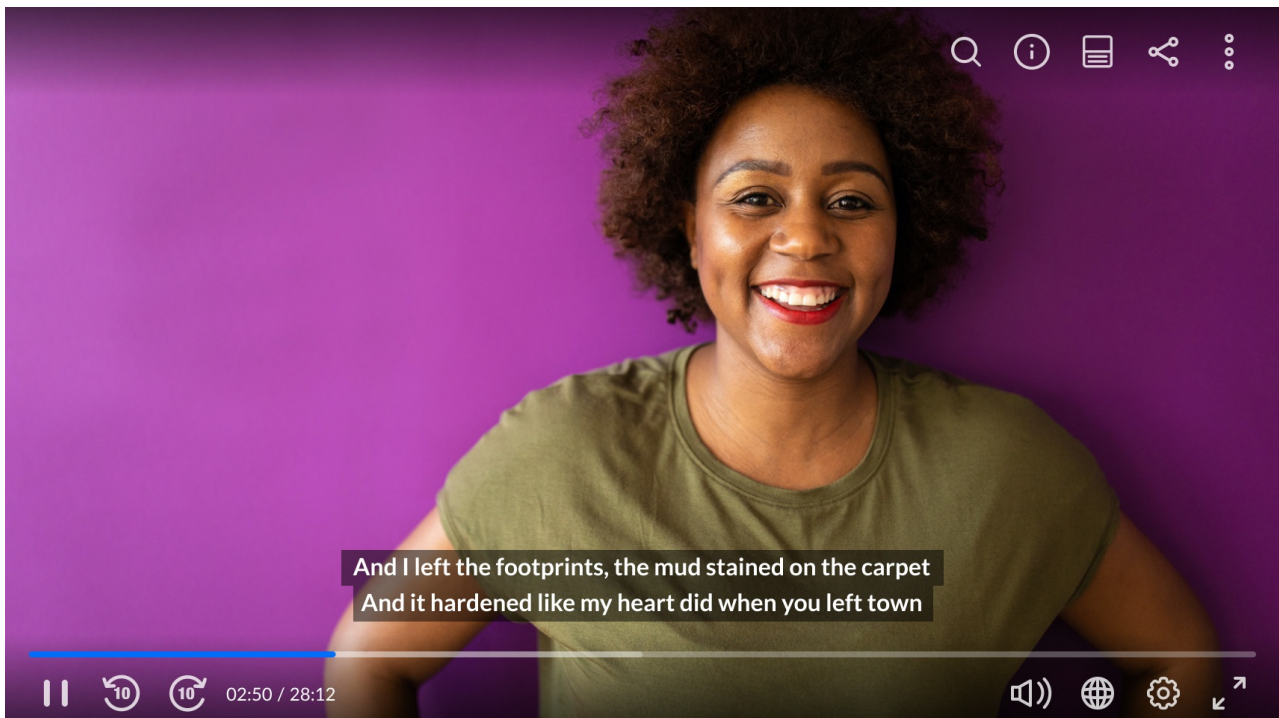 And I left the footprints, the mud stained on the carpet
And it hardened like my heart did when you left town
10 10 02:50 / 28:12